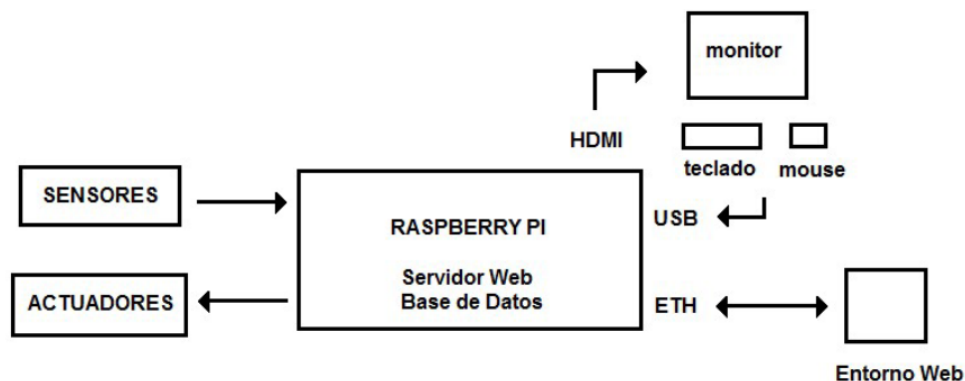 monitor
HDMI
teclado
mouse
SENSORES
RASPBERRY PI
USB
Servidor Web
Base de Datos
ACTUADORES
ETH
Entorno Web